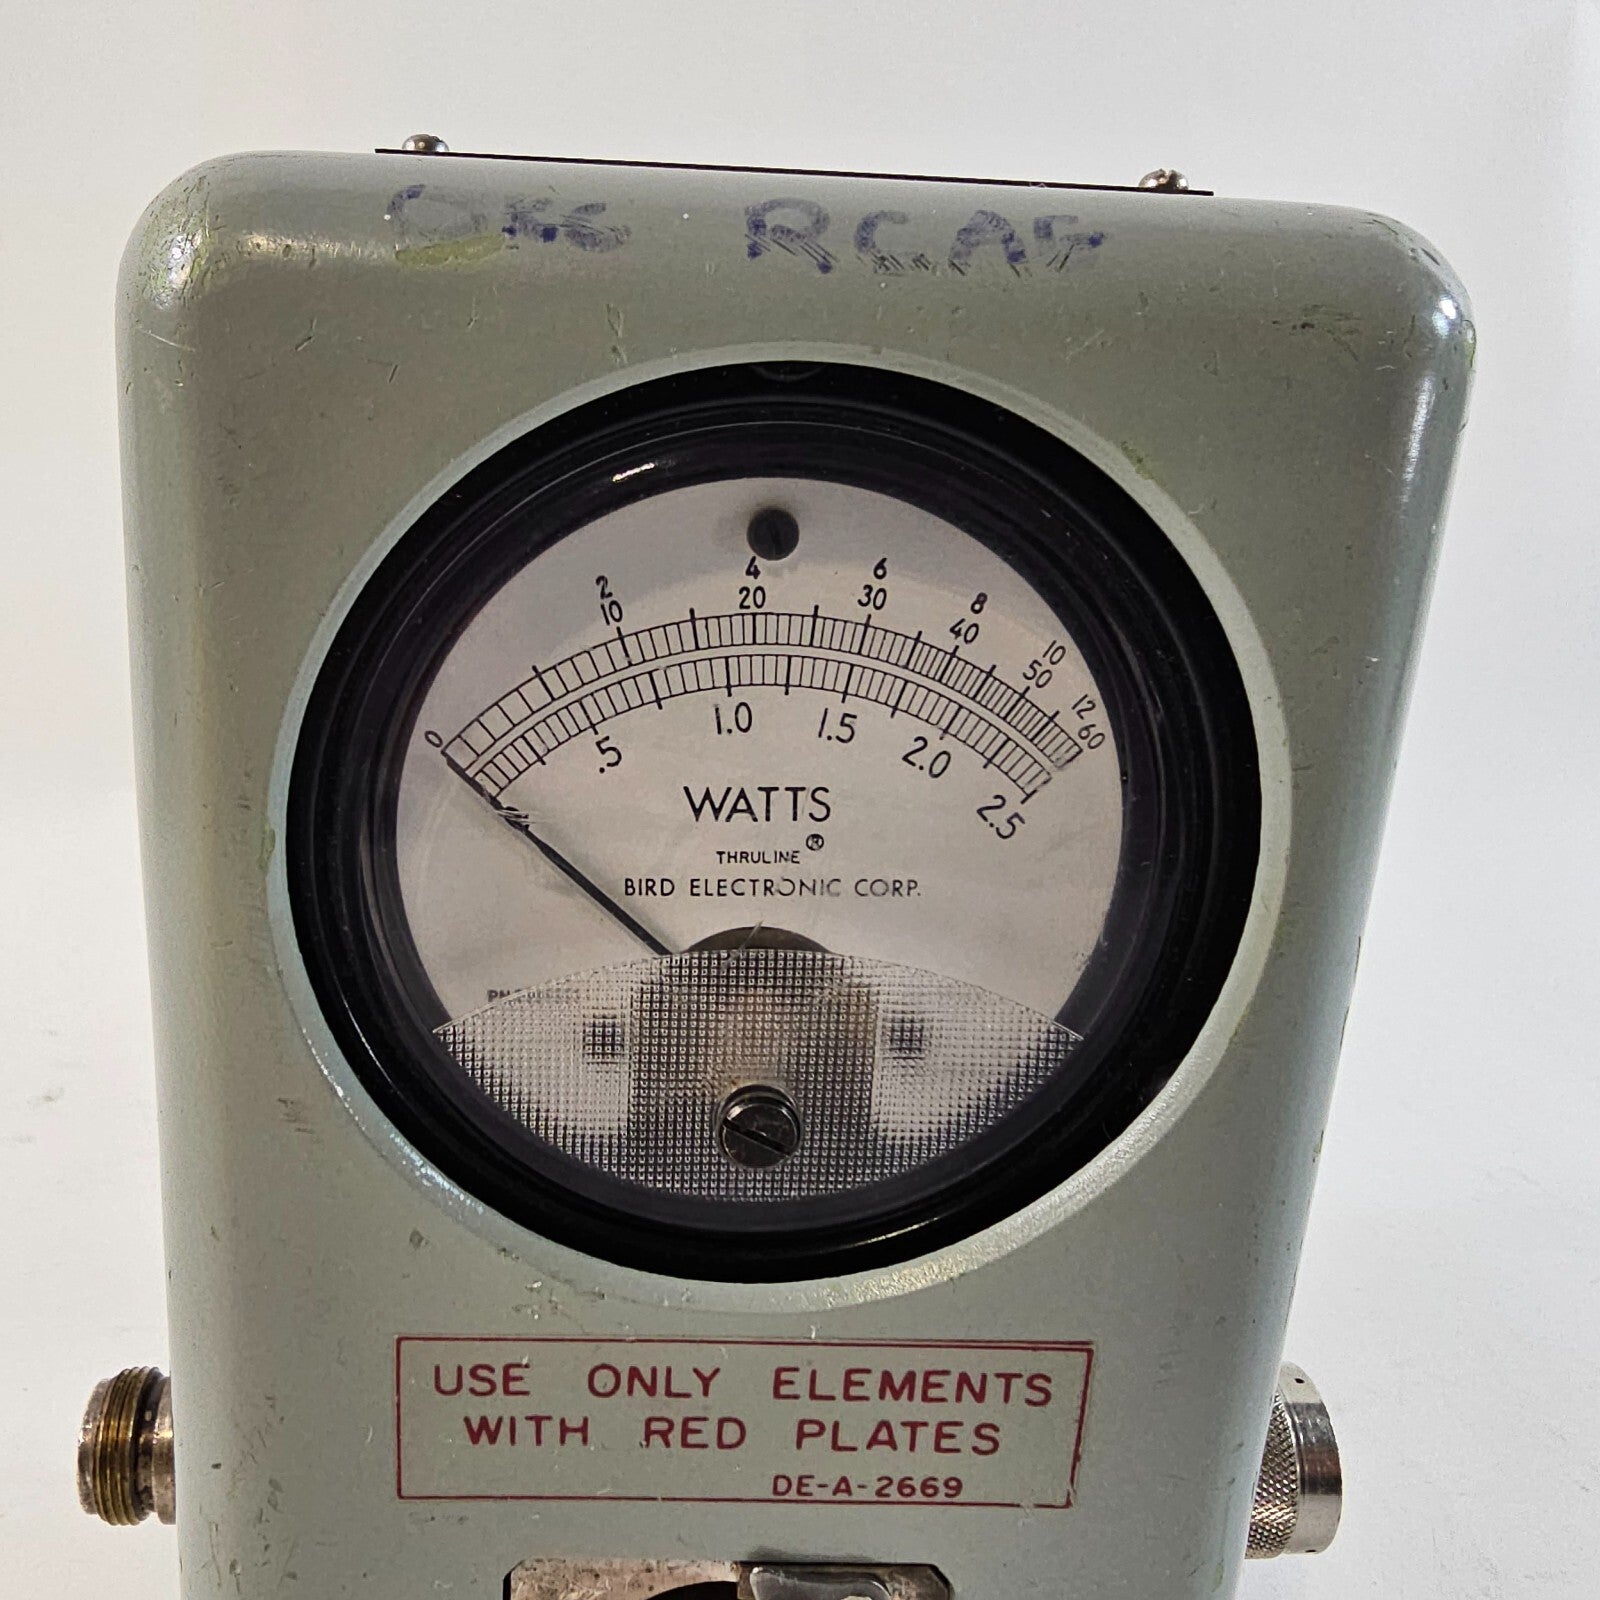 RCAF
2 4 6 8 10 12
0 10 20 30 40 50 60
.5 1.0 1.5 2.0 2.5
WATTS
THRULINE ®
BIRD ELECTRONIC CORP.
USE ONLY ELEMENTS
WITH RED PLATES
DE-A-2669